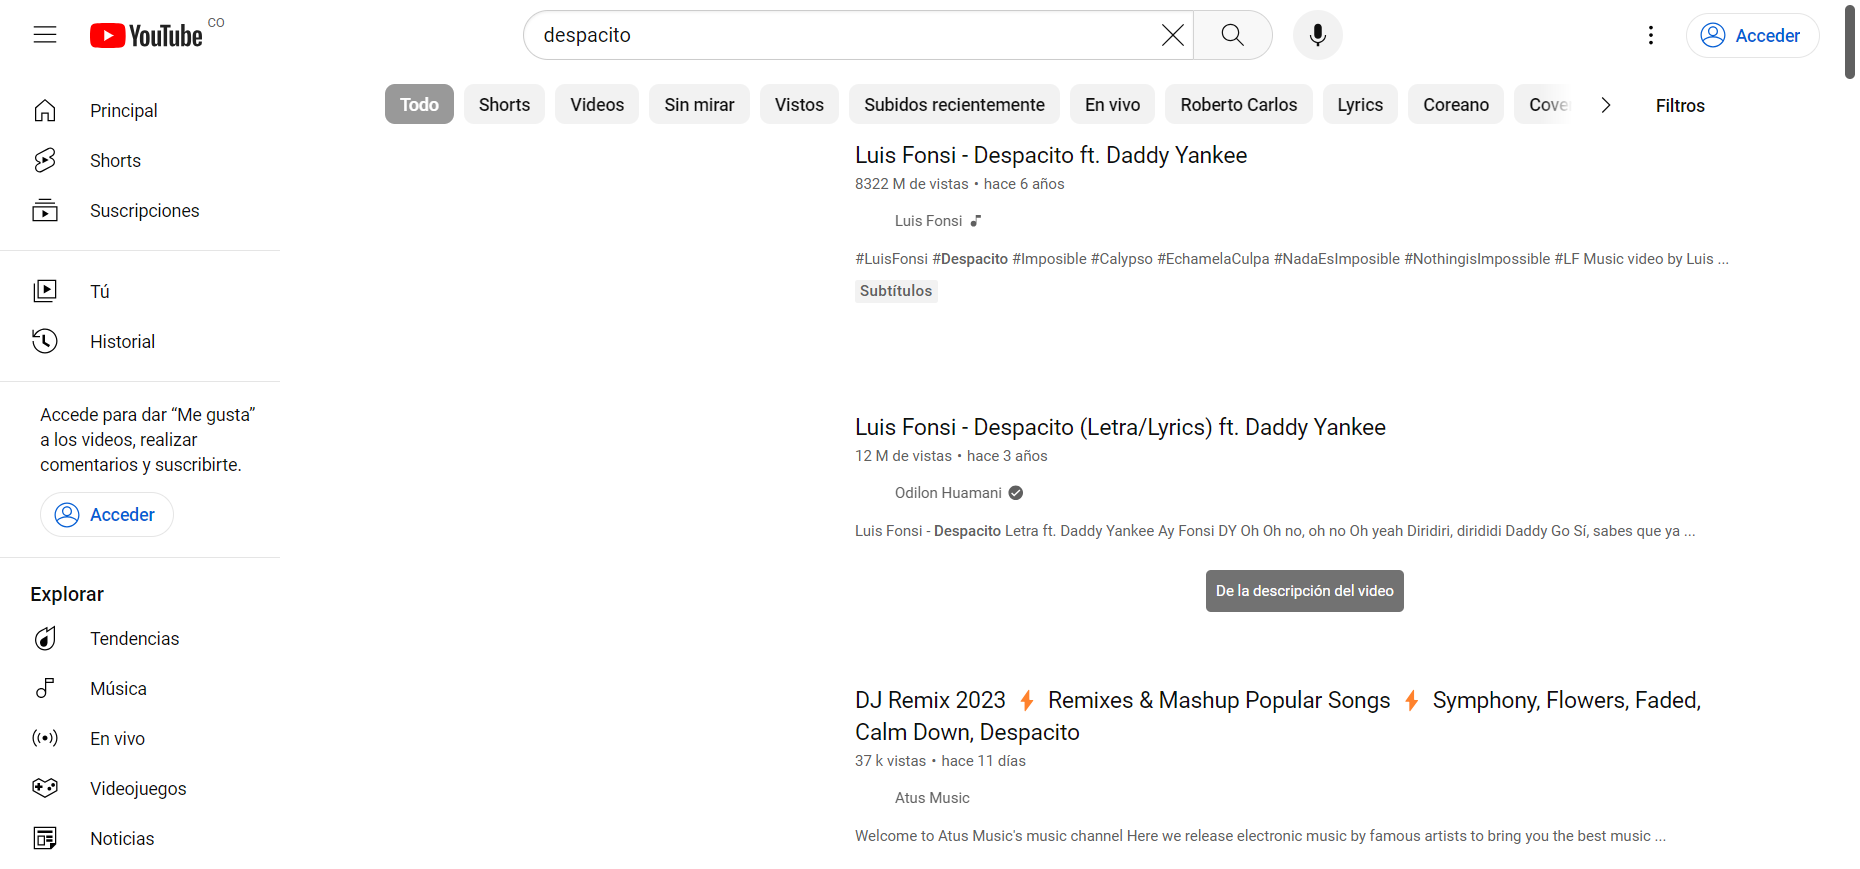 YouTube CO
despacito
Acceder
Todo Shorts Videos Sin mirar Vistos Subidos recientemente En vivo Roberto Carlos Lyrics Coreano Cove Filtros
Principal
Shorts
Suscripciones
Tú
Historial
Accede para dar “Me gusta”
a los videos, realizar
comentarios y suscribirte.
Acceder
Explorar
Tendencias
Música
En vivo
Videojuegos
Noticias
Luis Fonsi - Despacito ft. Daddy Yankee
8322 M de vistas • hace 6 años
Luis Fonsi
#LuisFonsi #Despacito #Imposible #Calypso #EchamelaCulpa #NadaEsImposible #NothingisImpossible #LF Music video by Luis ...
Subtítulos
Luis Fonsi - Despacito (Letra/Lyrics) ft. Daddy Yankee
12 M de vistas • hace 3 años
Odilon Huamani
Luis Fonsi - Despacito Letra ft. Daddy Yankee Ay Fonsi DY Oh Oh no, oh no Oh yeah Diridiri, dirididi Daddy Go Sí, sabes que ya ...
De la descripción del video
DJ Remix 2023 ⚡ Remixes & Mashup Popular Songs ⚡ Symphony, Flowers, Faded,
Calm Down, Despacito
37 k vistas • hace 11 días
Atus Music
Welcome to Atus Music's music channel Here we release electronic music by famous artists to bring you the best music ...